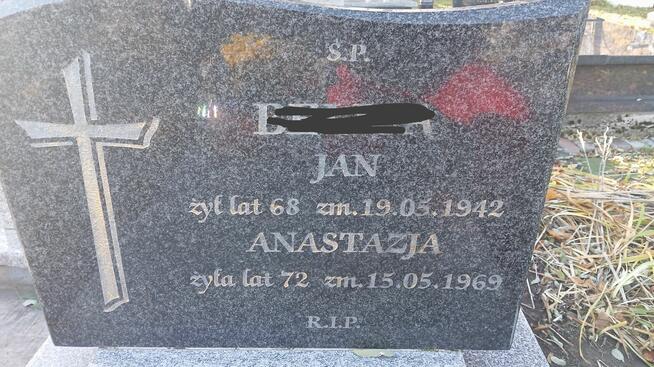 Ś.P.
JAN
żył lat 68 zm. 19.05.1942
ANASTAZJA
żyła lat 72 zm. 15.05.1969
R.I.P.